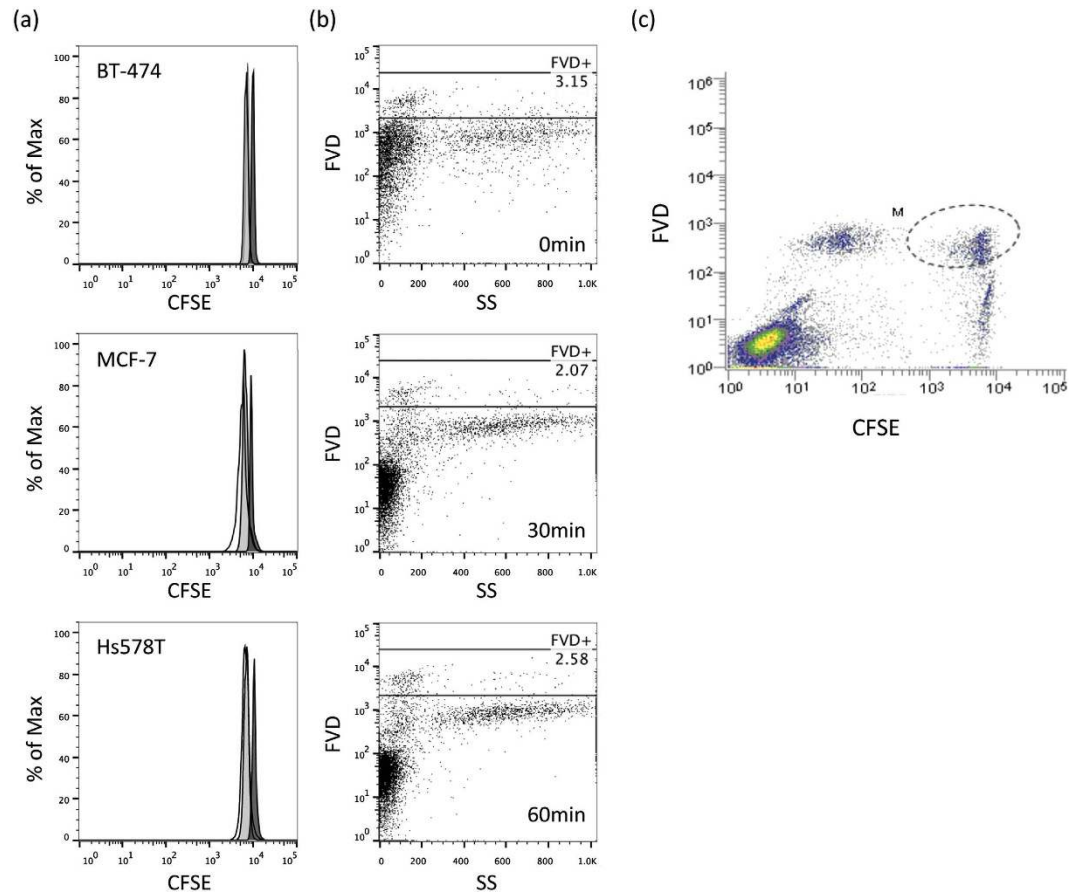 (a)
(b)
(c)
BT-474
% of Max
100
80
60
40
20
0
10^0 10^1 10^2 10^3 10^4 10^5
CFSE
FVD
10^5
10^4
10^3
10^2
10^1
10^0
FVD+
3.15
0min
0 200 400 600 800 1.0K
SS
FVD
10^6
10^5
10^4
10^3
10^2
10^1
10^0
M
10^0 10^1 10^2 10^3 10^4 10^5
CFSE
MCF-7
% of Max
100
80
60
40
20
0
10^0 10^1 10^2 10^3 10^4 10^5
CFSE
FVD
10^5
10^4
10^3
10^2
10^1
10^0
FVD+
2.07
30min
0 200 400 600 800 1.0K
SS
Hs578T
% of Max
100
80
60
40
20
0
10^0 10^1 10^2 10^3 10^4 10^5
CFSE
FVD
10^5
10^4
10^3
10^2
10^1
10^0
FVD+
2.58
60min
0 200 400 600 800 1.0K
SS